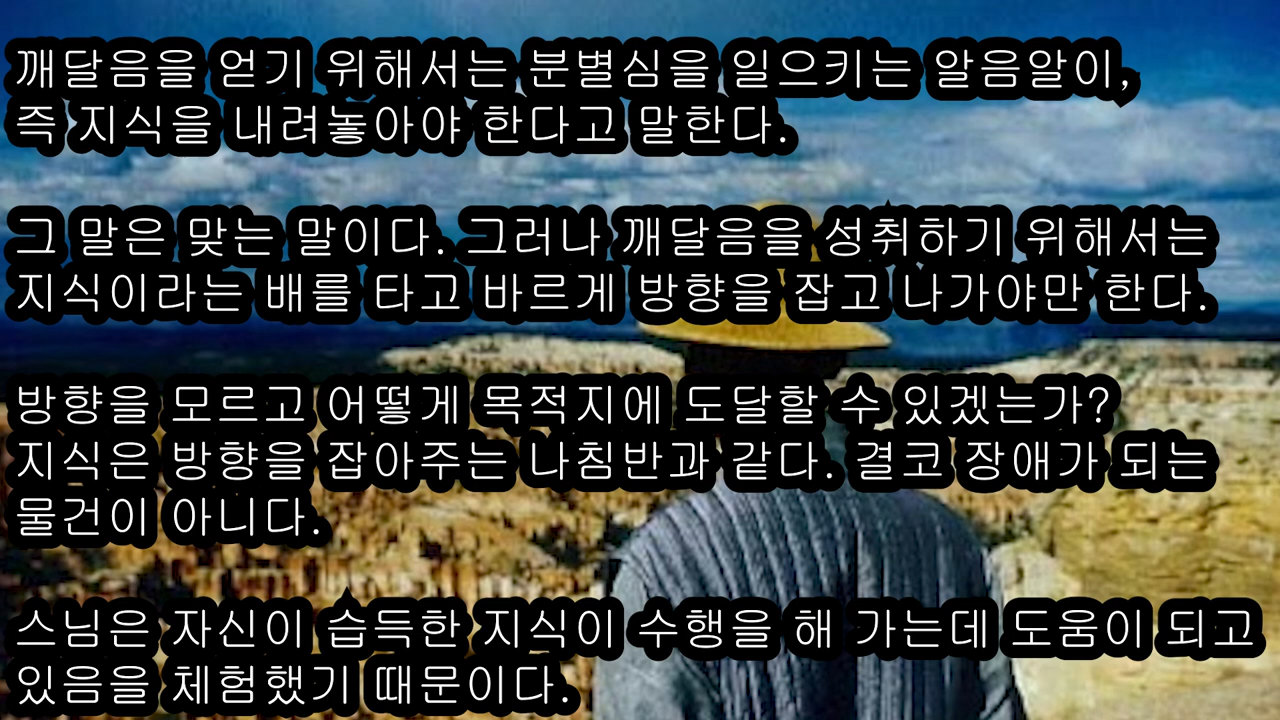 깨달음을 얻기 위해서는 분별심을 일으키는 알음알이,
즉 지식을 내려놓아야 한다고 말한다.
그 말은 맞는 말이다. 그러나 깨달음을 성취하기 위해서는
지식이라는 배를 타고 바르게 방향을 잡고 나가야만 한다.
방향을 모르고 어떻게 목적지에 도달할 수 있겠는가?
지식은 방향을 잡아주는 나침반과 같다. 결코 장애가 되는
물건이 아니다.
스님은 자신이 습득한 지식이 수행을 해 가는데 도움이 되고
있음을 체험했기 때문이다.